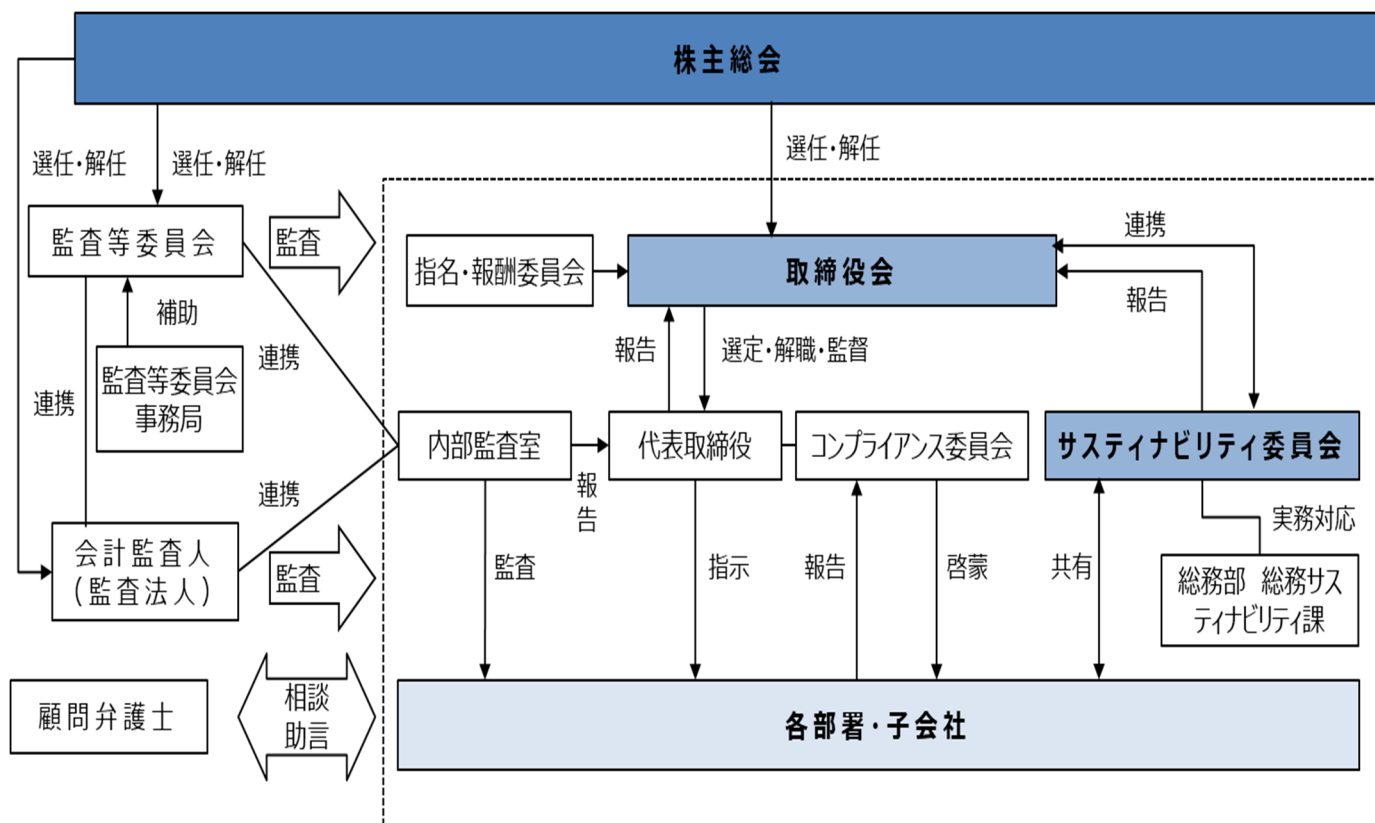 株主総会
選任・解任
選任・解任
選任・解任
監査等委員会
監査
連携
指名・報酬委員会
取締役会
補助
報告
報告
選定・解職・監督
連携
監査等委員会
事務局
連携
内部監査室
報
告
代表取締役
コンプライアンス委員会
サスティナビリティ委員会
連携
実務対応
会計監査人
(監査法人)
監査
監査
指示
報告
啓蒙
共有
総務部 総務サス
ティナビリティ課
顧問弁護士
相談
助言
各部署・子会社